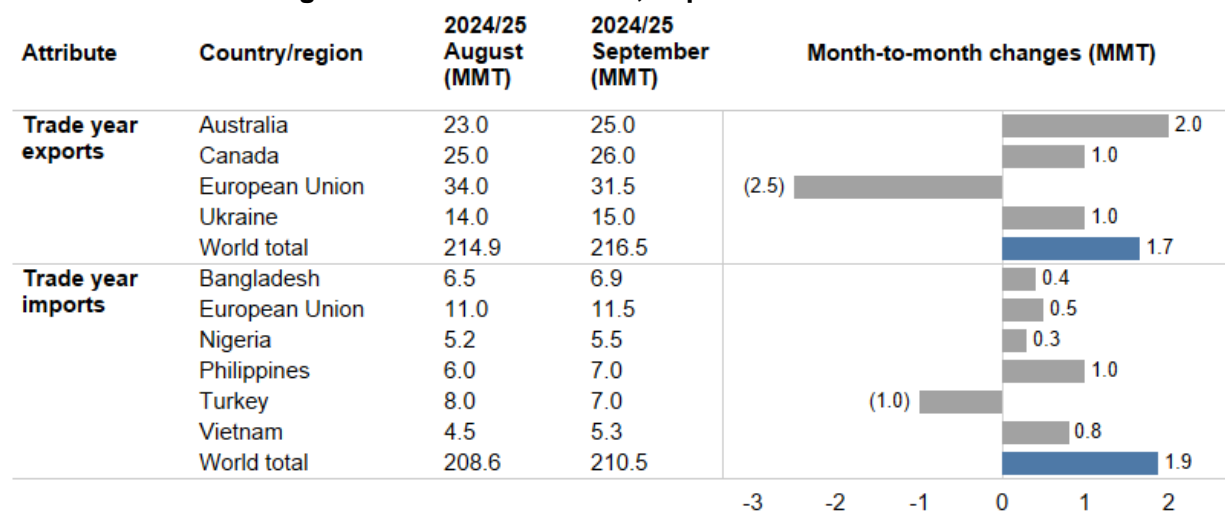 Attribute Country/region 2024/25 August (MMT) 2024/25 September (MMT) Month-to-month changes (MMT)
Trade year exports Australia 23.0 25.0 2.0
Canada 25.0 26.0 1.0
European Union 34.0 31.5 (2.5)
Ukraine 14.0 15.0 1.0
World total 214.9 216.5 1.7
Trade year imports Bangladesh 6.5 6.9 0.4
European Union 11.0 11.5 0.5
Nigeria 5.2 5.5 0.3
Philippines 6.0 7.0 1.0
Turkey 8.0 7.0 (1.0)
Vietnam 4.5 5.3 0.8
World total 208.6 210.5 1.9
-3 -2 -1 0 1 2